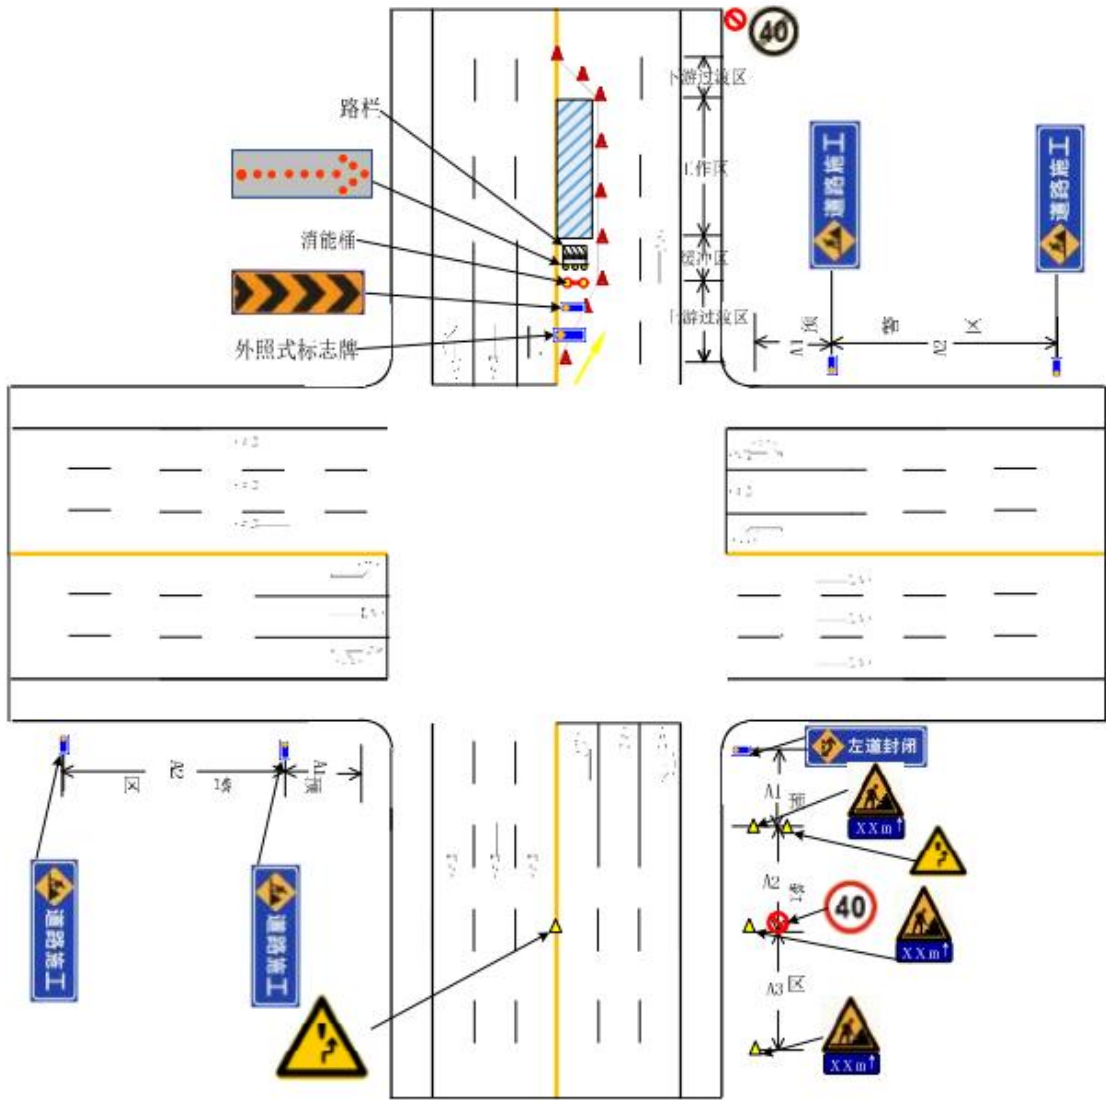 40
下游过渡区
路栏
工作区
道路施工
道路施工
消能桶
缓冲区
上游过渡区
外照式标志牌
A1
预
警
区
A2
左道封闭
A1
预
XXm↑
A2
警
40
XXm↑
A3
区
XXm↑
区
A2
警
A1
预
道路施工
道路施工